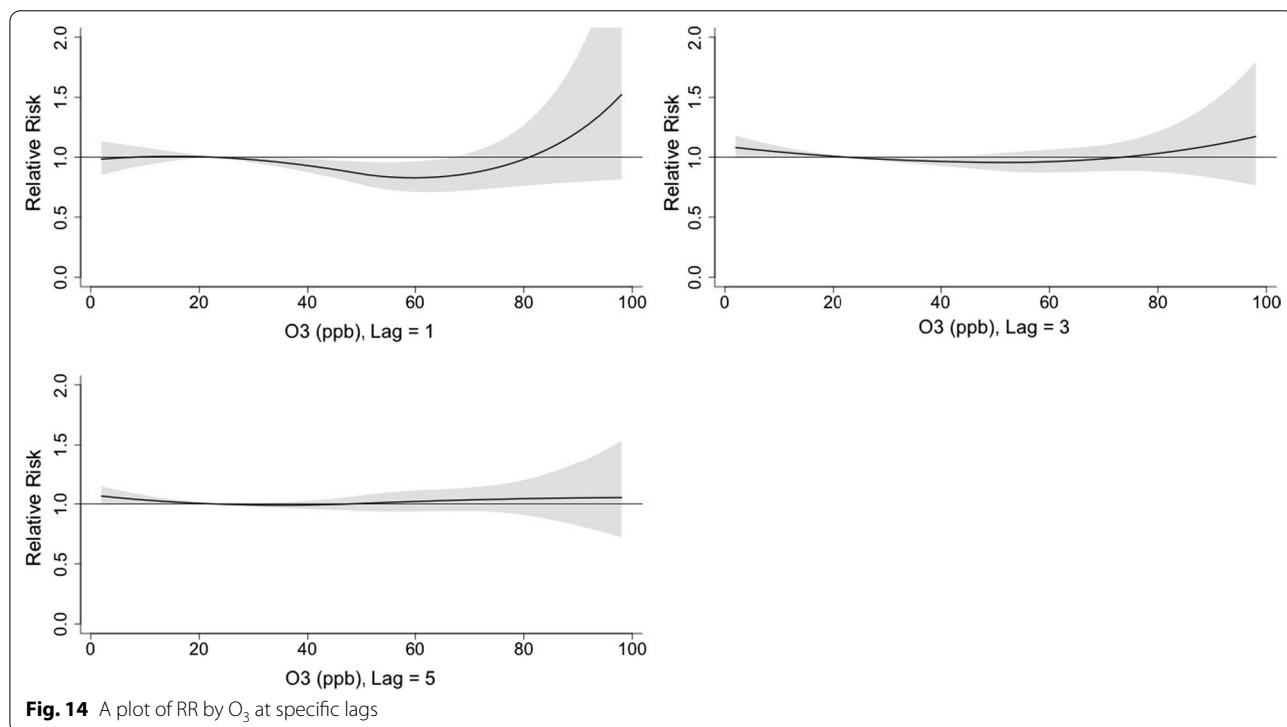 2.0
1.5
1.0
0.5
0.0
Relative Risk
0 20 40 60 80 100
O3 (ppb), Lag = 1
2.0
1.5
1.0
0.5
0.0
Relative Risk
0 20 40 60 80 100
O3 (ppb), Lag = 3
2.0
1.5
1.0
0.5
0.0
Relative Risk
0 20 40 60 80 100
O3 (ppb), Lag = 5
Fig. 14 A plot of RR by O₃ at specific lags